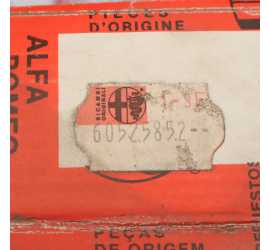 PIECES
D'ORIGINE
ALFA
ROMEO
RICAMBI
ORIGINALI
60525852--
PEÇAS
DE ORIGEM